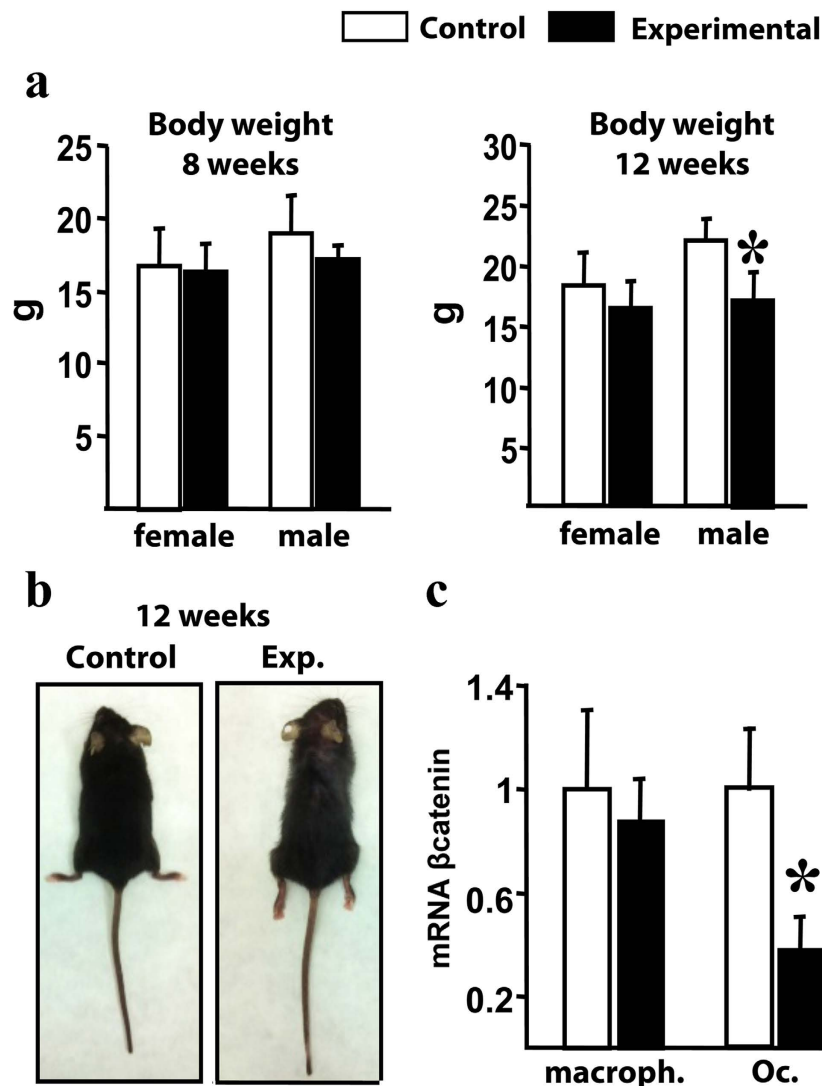 Control Experimental
a
Body weight
8 weeks
25
20
15
10
5
g
female male
Body weight
12 weeks
30
25
20
15
10
5
g
*
female male
b
12 weeks
Control Exp.
c
1.4
1
0.6
0.2
mRNA βcatenin
*
macroph. Oc.